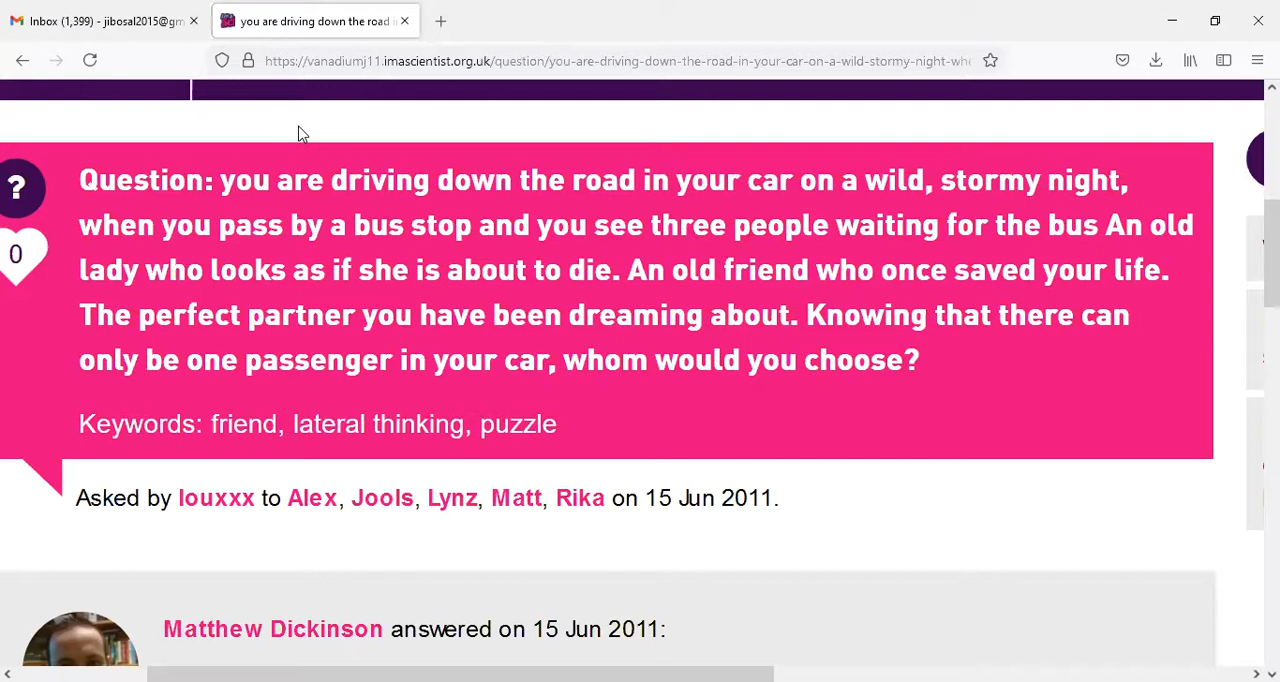 Inbox (1,399) - jibosal2015@gm
you are driving down the road i
https://vanadiumj11.imascientist.org.uk/question/you-are-driving-down-the-road-in-your-car-on-a-wild-stormy-night-whe
?
0
Question: you are driving down the road in your car on a wild, stormy night,
when you pass by a bus stop and you see three people waiting for the bus An old
lady who looks as if she is about to die. An old friend who once saved your life.
The perfect partner you have been dreaming about. Knowing that there can
only be one passenger in your car, whom would you choose?
Keywords: friend, lateral thinking, puzzle
Asked by louxxx to Alex, Jools, Lynz, Matt, Rika on 15 Jun 2011.
Matthew Dickinson answered on 15 Jun 2011: